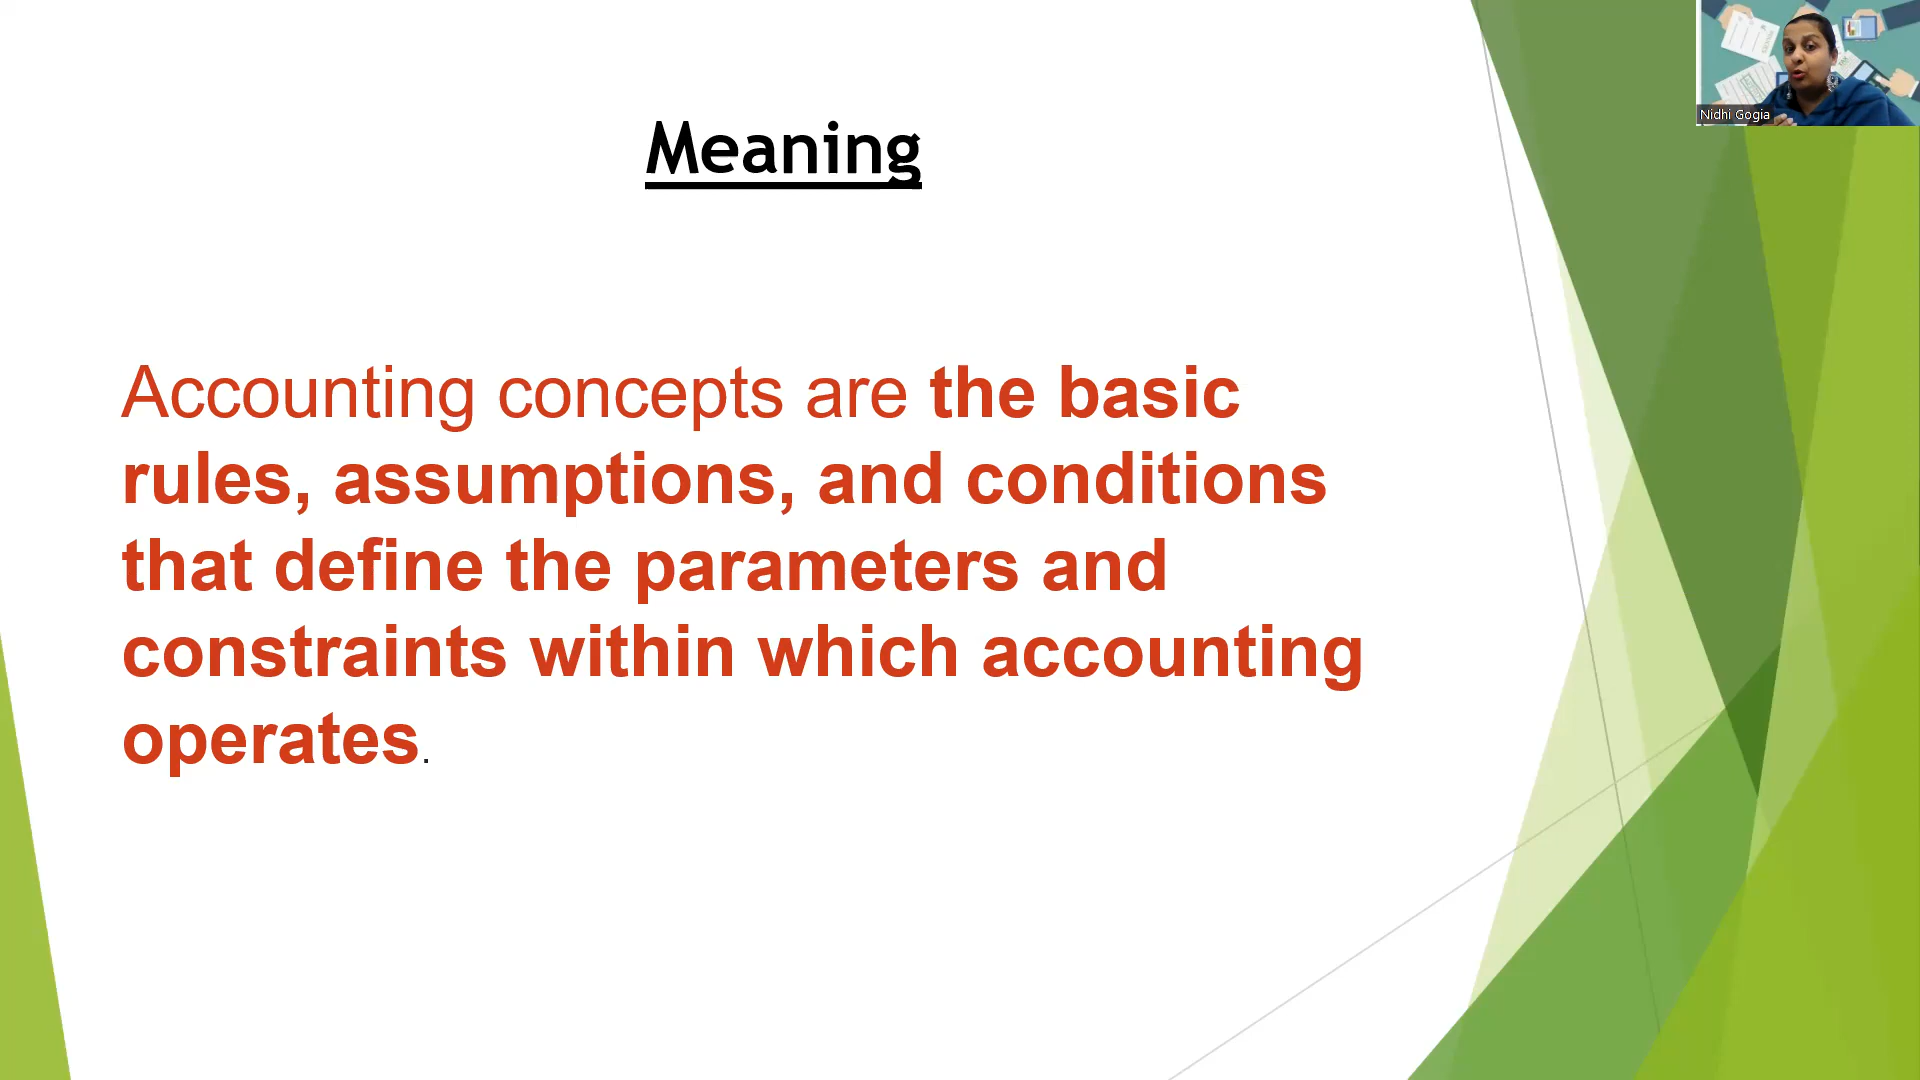 Meaning
Accounting concepts are the basic
rules, assumptions, and conditions
that define the parameters and
constraints within which accounting
operates.
Nidhi Gogia